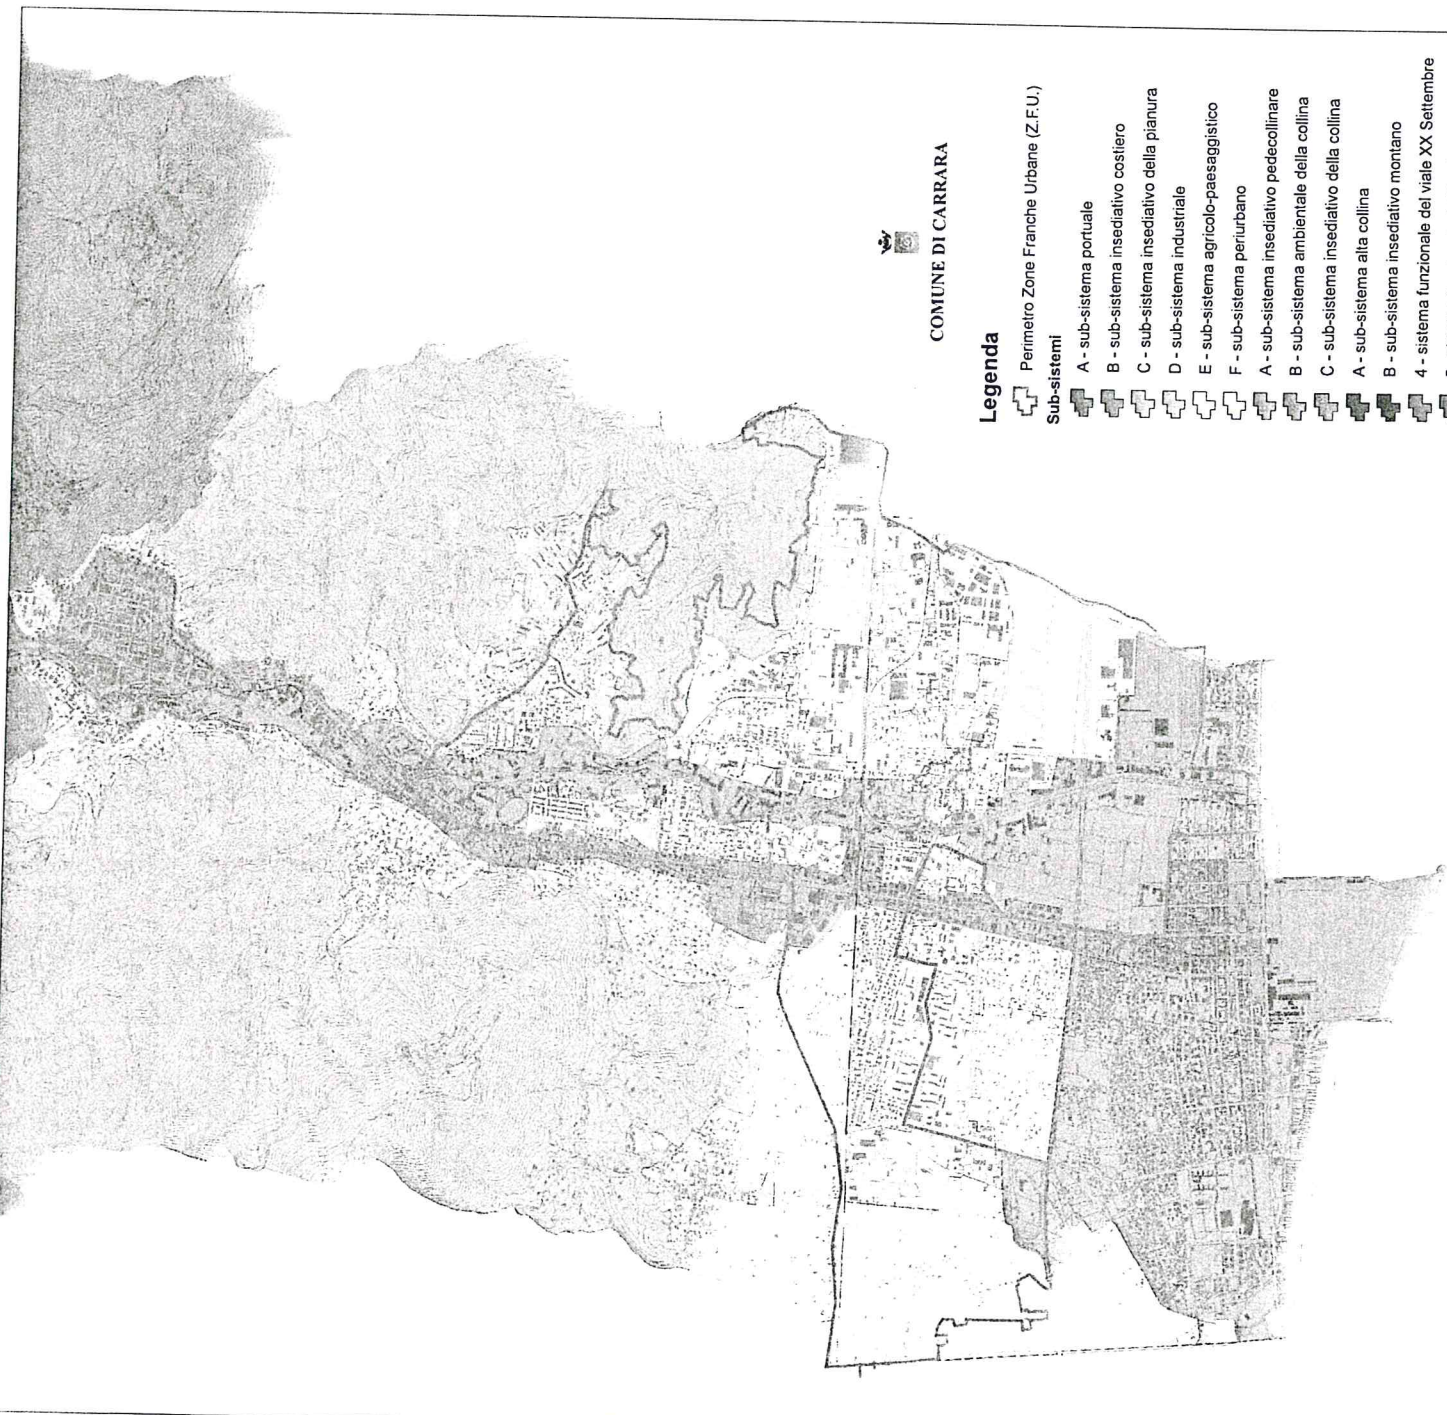 COMUNE DI CARRARA
Legenda
Perimetro Zone Franche Urbane (Z.F.U.)
Sub-sistemi
A - sub-sistema portuale
B - sub-sistema insediativo costiero
C - sub-sistema insediativo della pianura
D - sub-sistema industriale
E - sub-sistema agricolo-paesaggistico
F - sub-sistema periurbano
A - sub-sistema insediativo pedecollinare
B - sub-sistema ambientale della collina
C - sub-sistema insediativo della collina
A - sub-sistema alta collina
B - sub-sistema insediativo montano
4 - sistema funzionale del viale XX Settembre